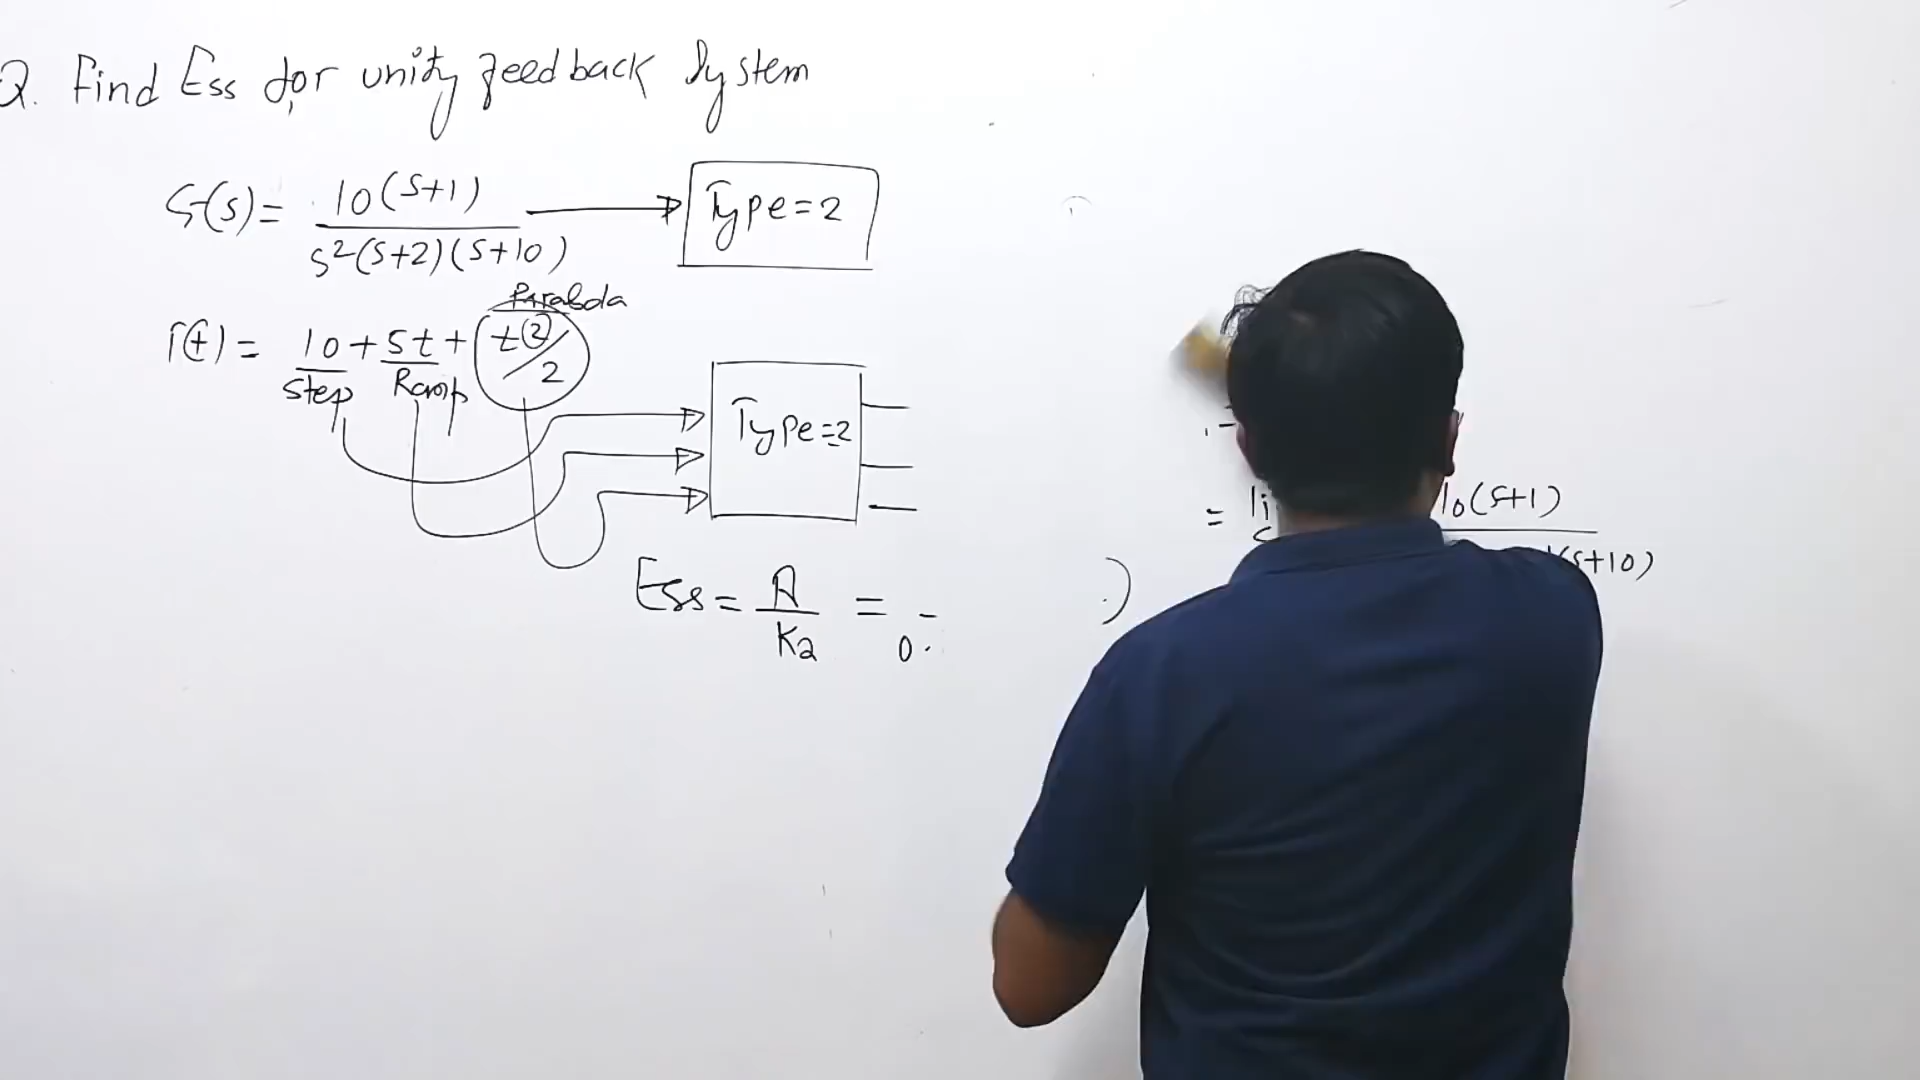 Q. Find Ess for unity feedback System
G(s) = 10(s+1)
s²(s+2)(s+10)
Type = 2
Parabola
r(t) = 10 + 5t + t²/2
Step Ramp
Type = 2
Ess = A/Ka =
= 10(s+1)
s+10)